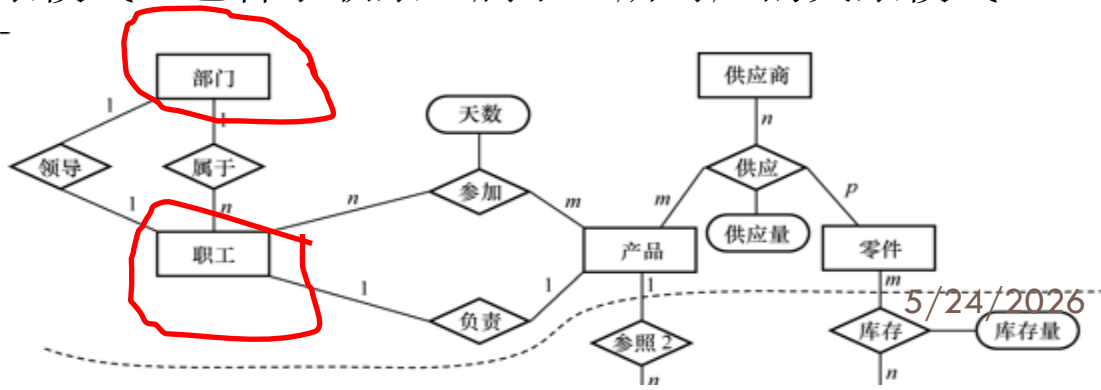 部门
供应商
1
1
天数
n
领导
属于
参加
供应
n
m
m
p
1
n
供应量
职工
产品
零件
1
1
1
m
5/24/2026
负责
参照2
库存
库存量
n
n